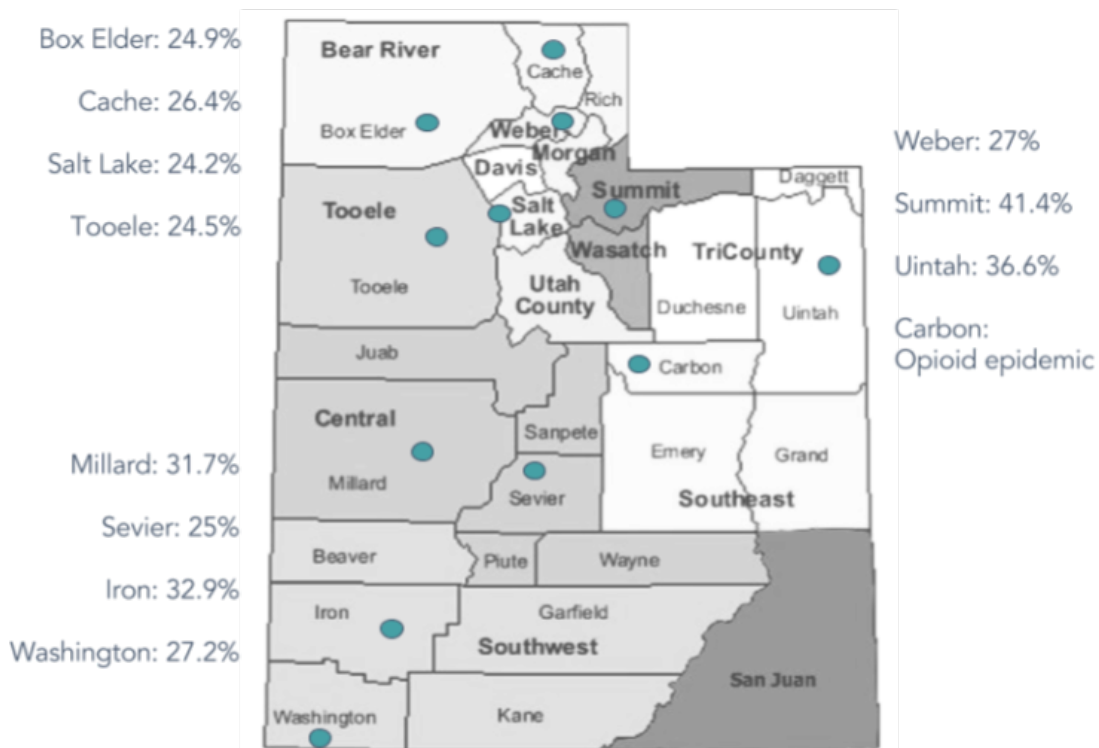 Box Elder: 24.9%
Cache: 26.4%
Salt Lake: 24.2%
Tooele: 24.5%
Millard: 31.7%
Sevier: 25%
Iron: 32.9%
Washington: 27.2%
Bear River
Cache
Rich
Box Elder
Weber
Morgan
Davis
Summit
Daggett
Tooele
Salt
Lake
Wasatch
TriCounty
Tooele
Utah
County
Duchesne
Uintah
Juab
Carbon
Central
Sanpete
Emery
Grand
Millard
Sevier
Southeast
Beaver
Piute
Wayne
Iron
Garfield
Southwest
San Juan
Washington
Kane
Weber: 27%
Summit: 41.4%
Uintah: 36.6%
Carbon:
Opioid epidemic